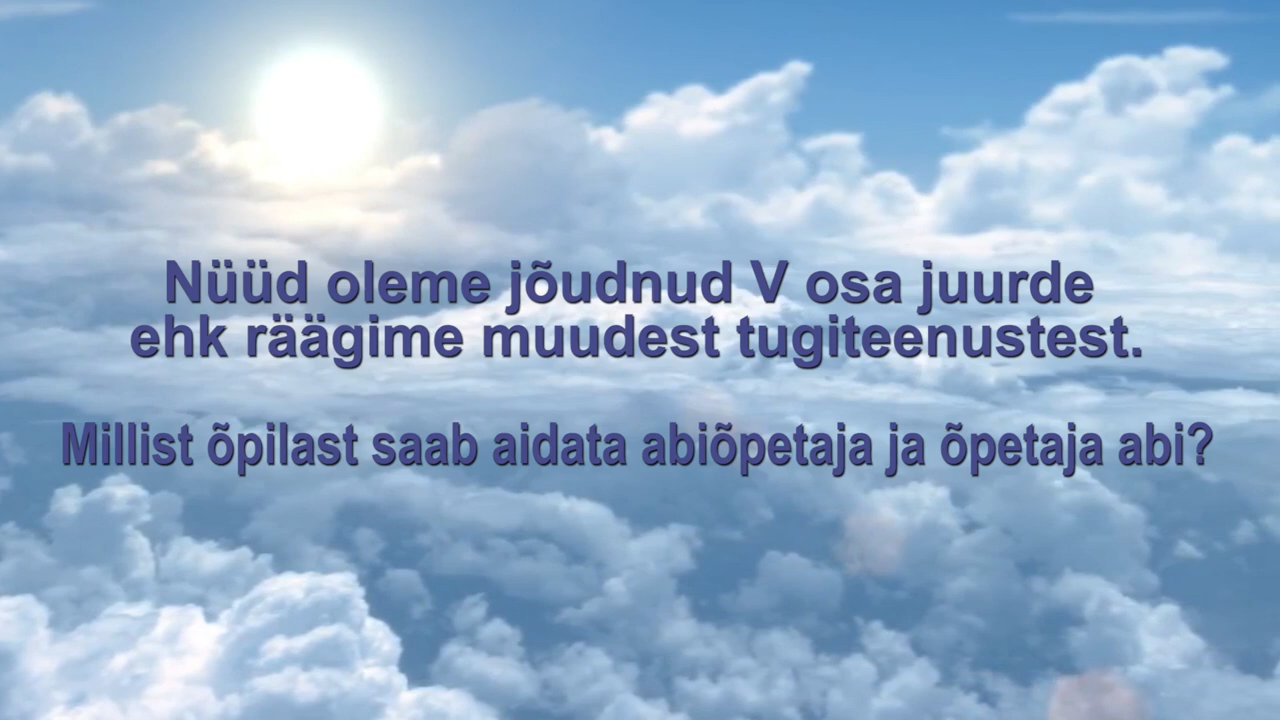 Nüüd oleme jõudnud V osa juurde
ehk räägime muudest tugiteenustest.
Millist õpilast saab aidata abiõpetaja ja õpetaja abi?